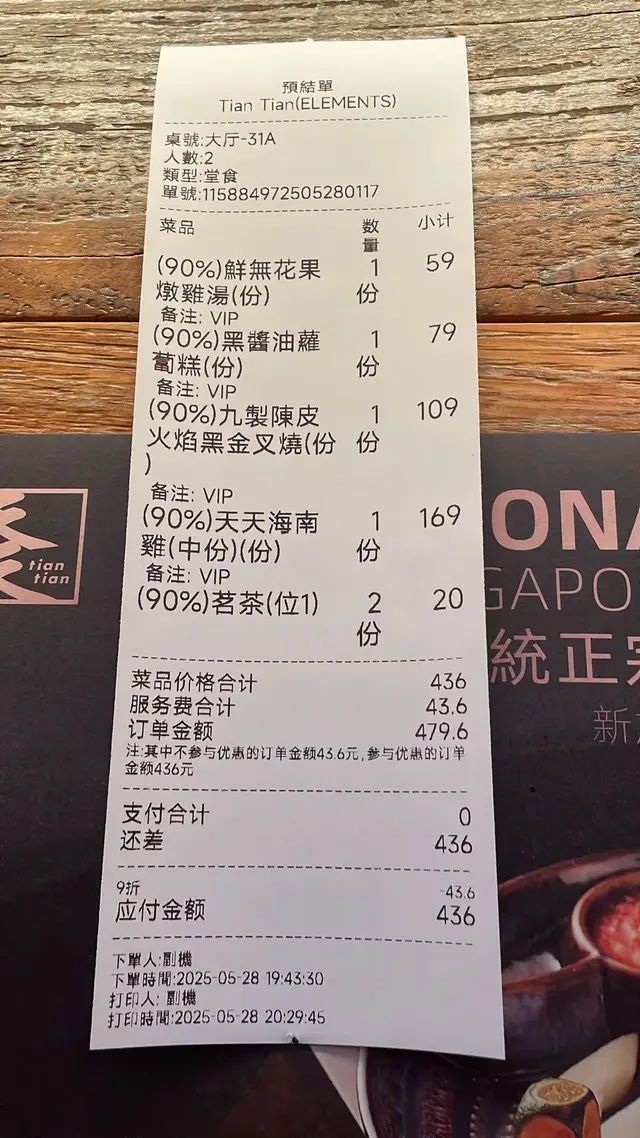 預結單
Tian Tian(ELEMENTS)
桌號:大厅-31A
人數:2
類型:堂食
單號:115884972505280117
菜品 数量 小计
(90%)鮮無花果 1 59
燉雞湯(份) 份
备注: VIP
(90%)黑醬油蘿 1 79
蔔糕(份) 份
备注: VIP
(90%)九製陳皮 1 109
火焰黑金叉燒(份 份
)
备注: VIP
(90%)天天海南 1 169
雞(中份)(份) 份
备注: VIP
(90%)茗茶(位1) 2 20
份
菜品价格合计 436
服务费合计 43.6
订单金额 479.6
注:其中不参与优惠的订单金额43.6元,参与优惠的订单
金额436元
支付合计 0
还差 436
9折 -43.6
应付金额 436
下單人:副機
下單時間:2025-05-28 19:43:30
打印人: 副機
打印時間:2025-05-28 20:29:45
tian
tian
ONA
GAPO
統正宗
新